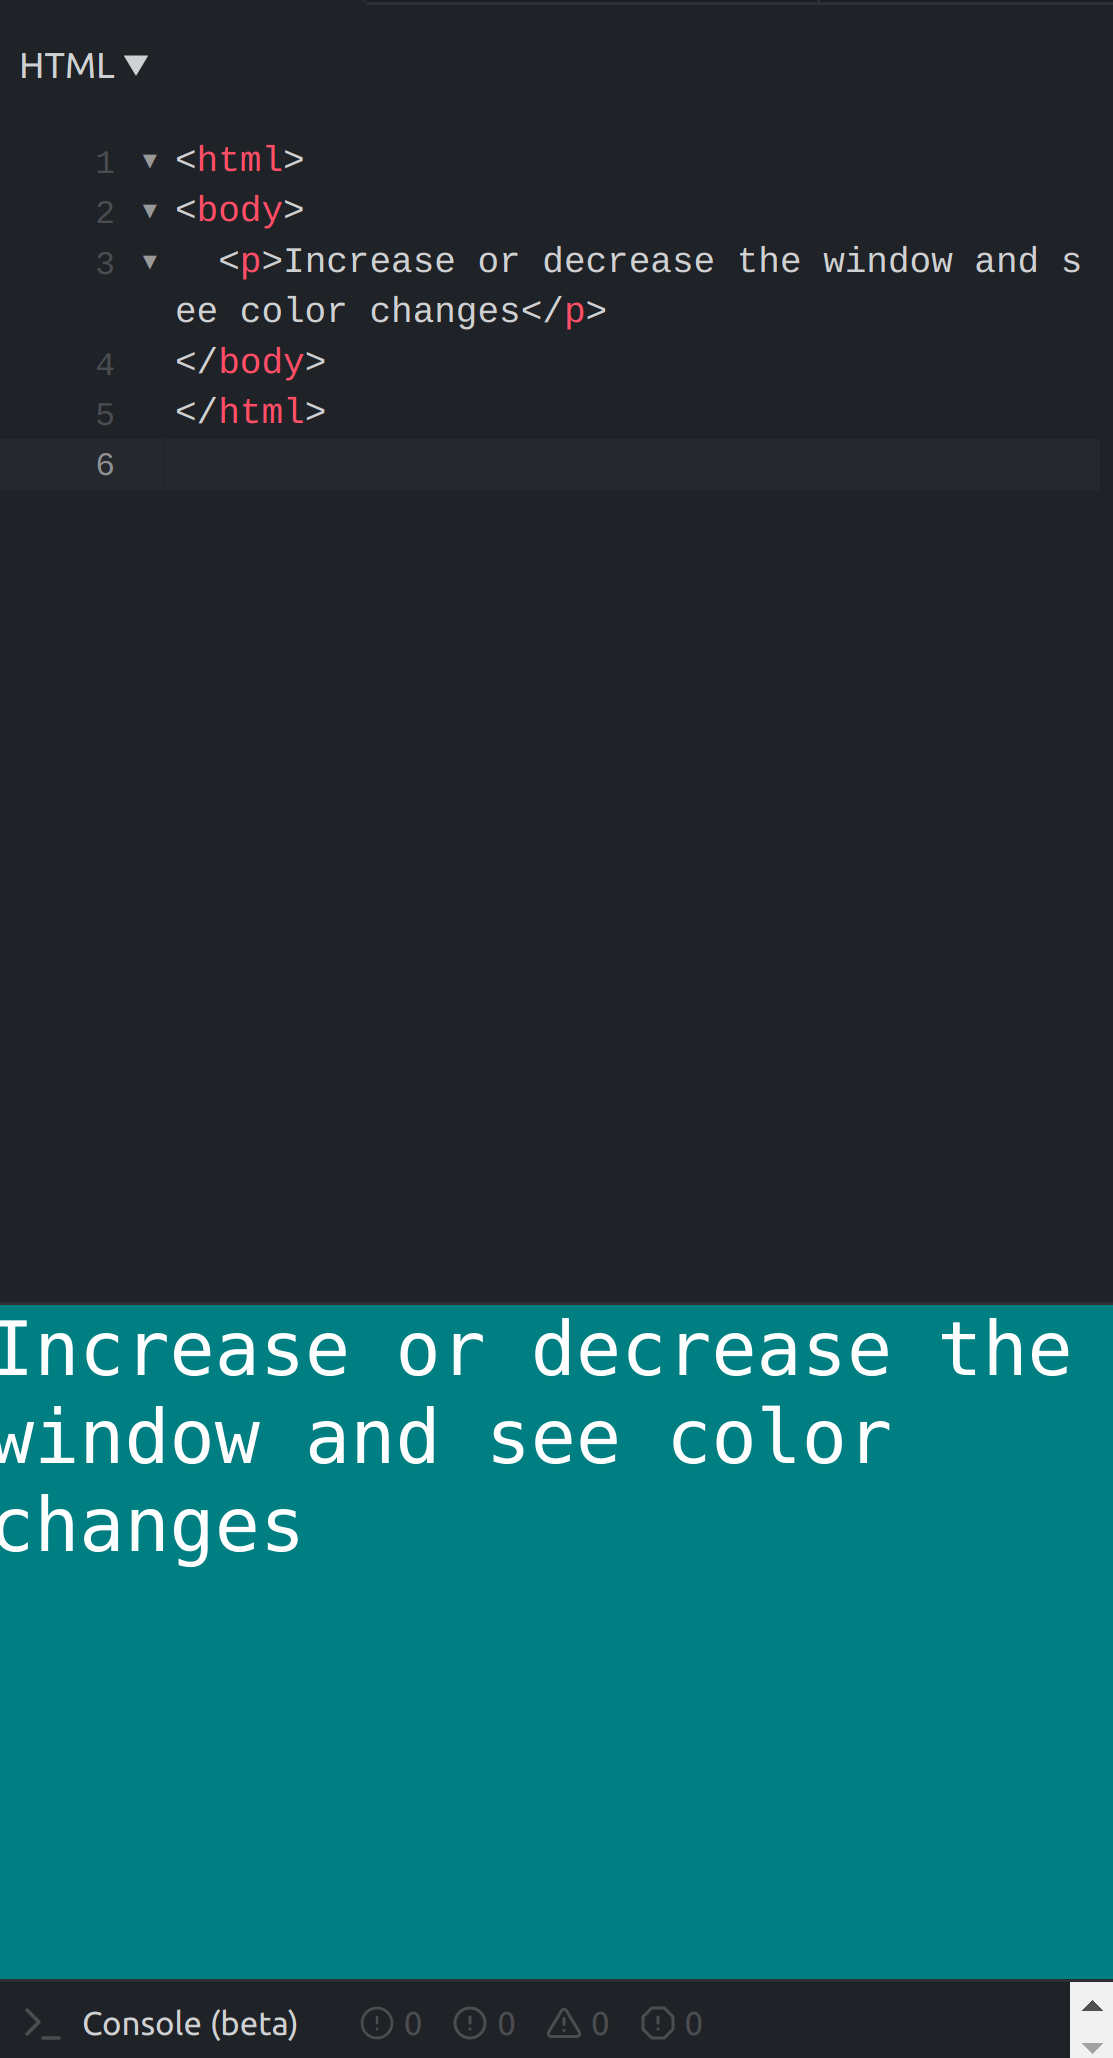 HTML ▼
1 ▼ <html>
2 ▼ <body>
3 ▼ <p>Increase or decrease the window and s
ee color changes</p>
4 </body>
5 </html>
6
Increase or decrease the
window and see color
changes
Console (beta) 0 0 0 0